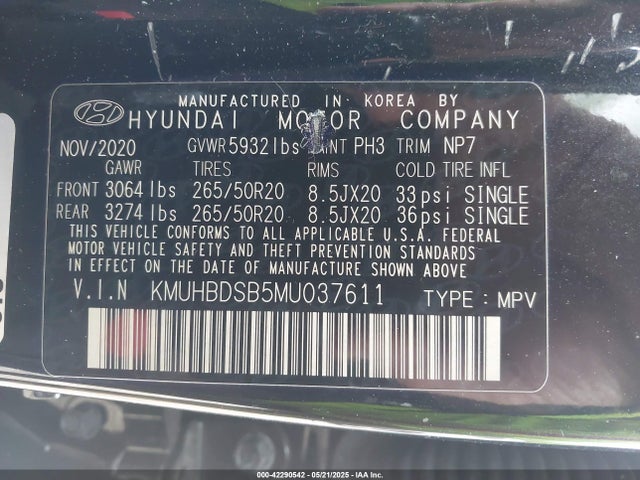 MANUFACTURED IN KOREA BY
HYUNDAI MOTOR COMPANY
NOV/2020 GVWR 5932 lbs PAINT PH3 TRIM NP7
GAWR TIRES RIMS COLD TIRE INFL
FRONT 3064 lbs 265/50R20 8.5JX20 33 psi SINGLE
REAR 3274 lbs 265/50R20 8.5JX20 36 psi SINGLE
THIS VEHICLE CONFORMS TO ALL APPLICABLE U.S.A. FEDERAL
MOTOR VEHICLE SAFETY AND THEFT PREVENTION STANDARDS
IN EFFECT ON THE DATE OF MANUFACTURE SHOWN ABOVE
V.I.N KMUHBDSB5MU037611 TYPE : MPV
000-42290542 - 05/21/2025 - IAA Inc.